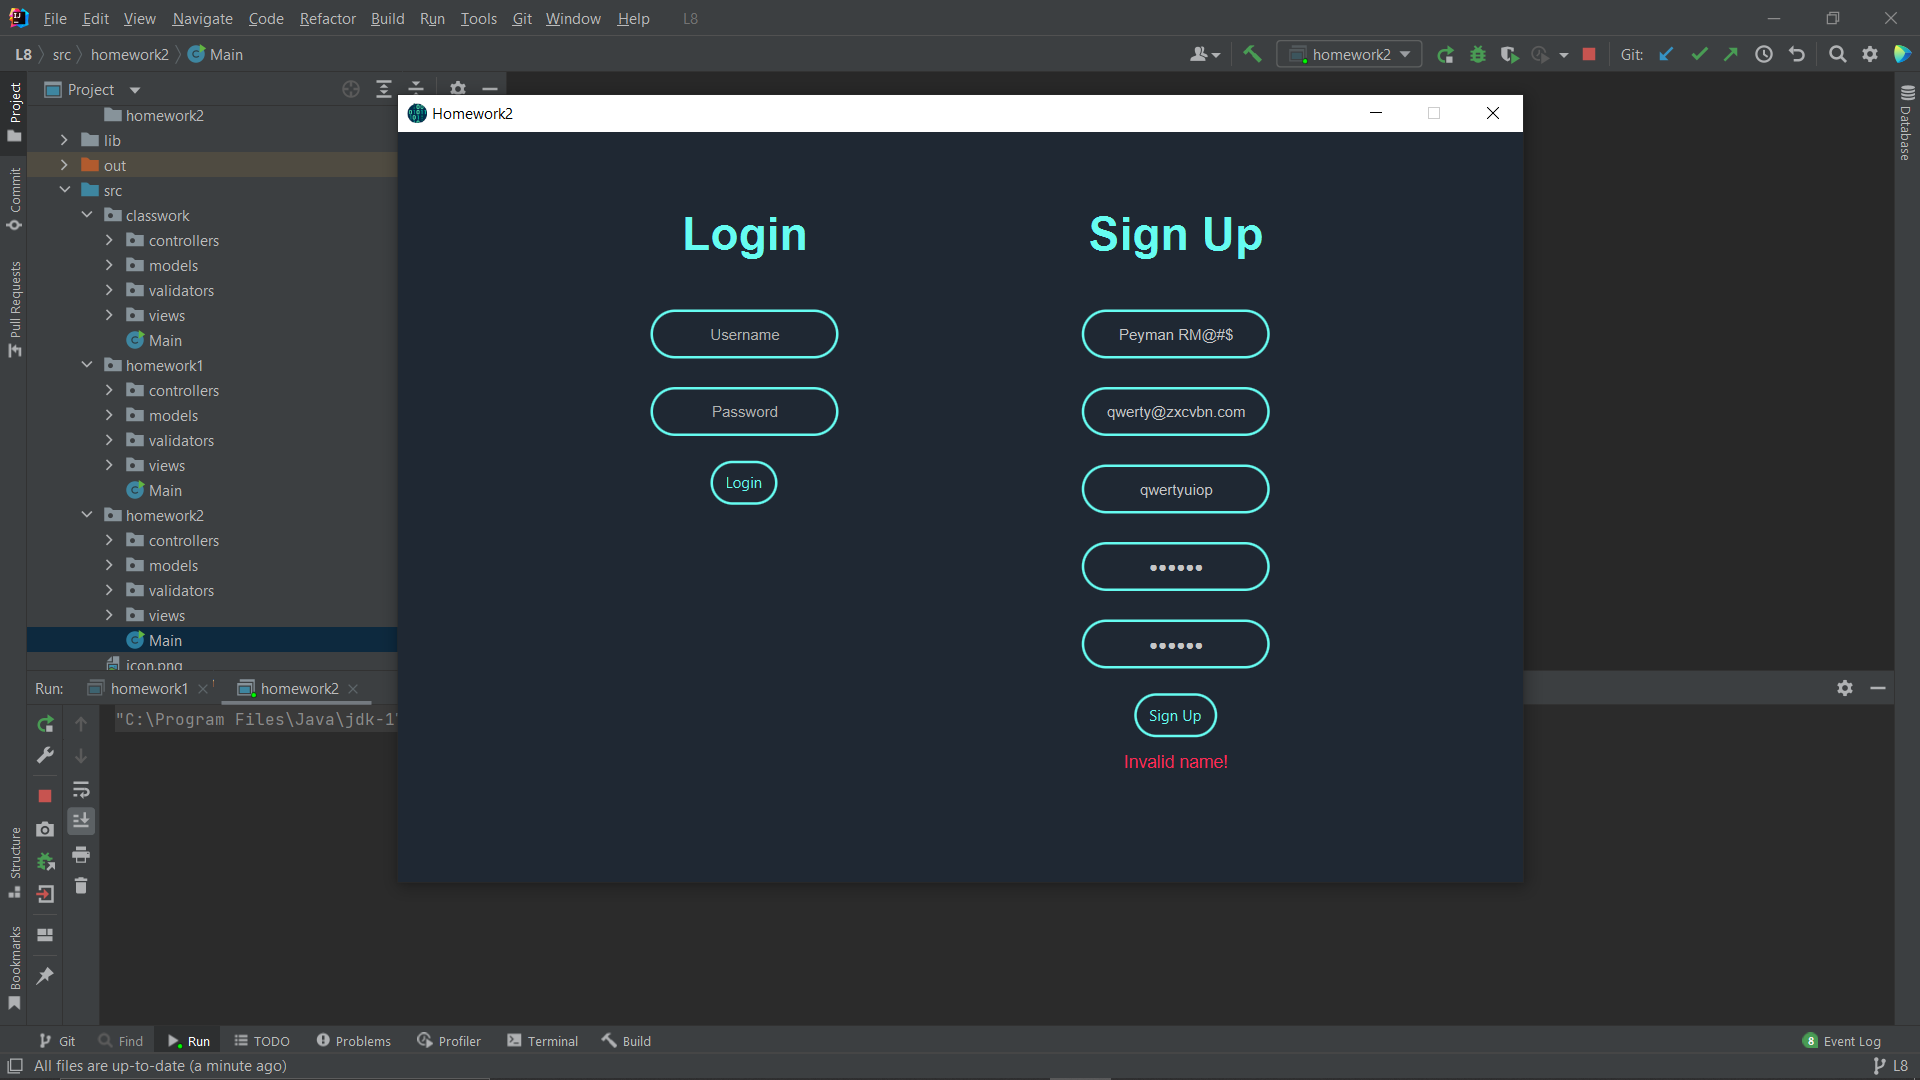 File Edit View Navigate Code Refactor Build Run Tools Git Window Help L8
L8 src homework2 Main
homework2
Git:
Project
Project
Commit
Pull Requests
Structure
Bookmarks
Database
homework2
lib
out
src
classwork
controllers
models
validators
views
Main
homework1
controllers
models
validators
views
Main
homework2
controllers
models
validators
views
Main
icon.png
Homework2
Login
Username
Password
Login
Sign Up
Peyman RM@#$
qwerty@zxcvbn.com
qwertyuiop
••••••
••••••
Sign Up
Invalid name!
Run: homework1 homework2
"C:\Program Files\Java\jdk-1
Git Find Run TODO Problems Profiler Terminal Build
8 Event Log
All files are up-to-date (a minute ago)
L8